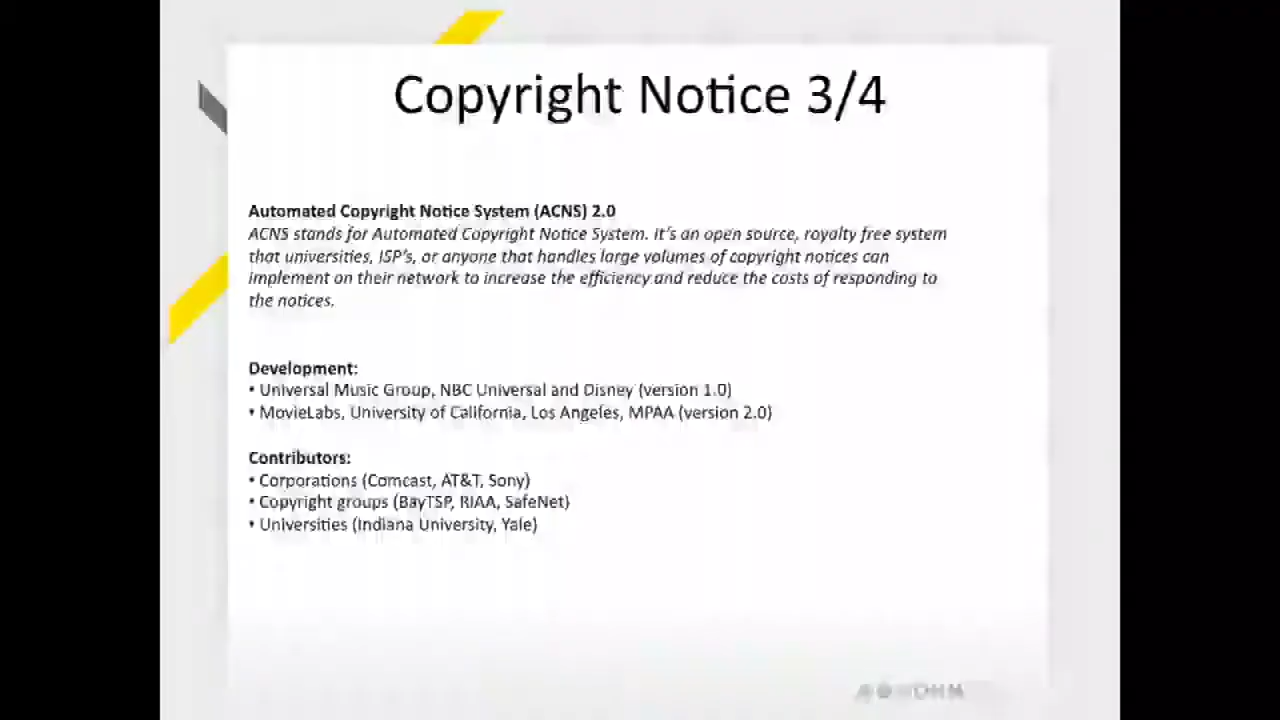 Copyright Notice 3/4
Automated Copyright Notice System (ACNS) 2.0
ACNS stands for Automated Copyright Notice System. It's an open source, royalty free system
that universities, ISP's, or anyone that handles large volumes of copyright notices can
implement on their network to increase the efficiency and reduce the costs of responding to
the notices.
Development:
• Universal Music Group, NBC Universal and Disney (version 1.0)
• MovieLabs, University of California, Los Angeles, MPAA (version 2.0)
Contributors:
• Corporations (Comcast, AT&T, Sony)
• Copyright groups (BayTSP, RIAA, SafeNet)
• Universities (Indiana University, Yale)